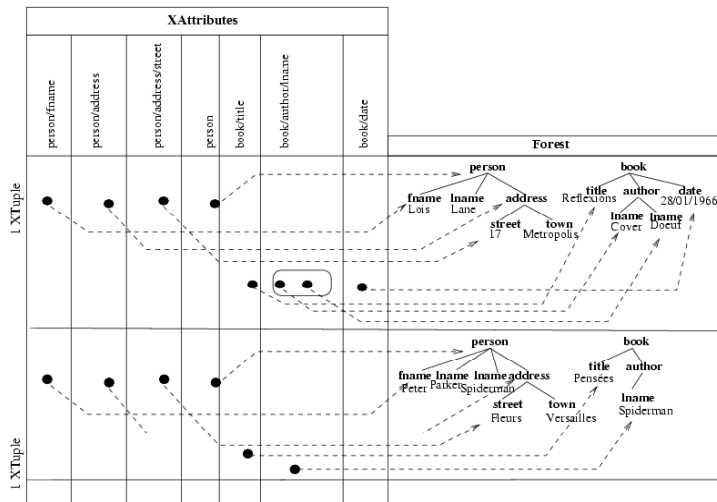 XAttributes
person/fname
person/address
person/address/street
person
book/title
book/author/lname
book/date
Forest
1 XTuple
person
book
fname lname address
title author date
Lois Lane
Reflexions
28/01/1966
street town
lname lname
17 Metropolis
Cover Doeuf
1 XTuple
person
book
fname lname lname address
title author
Peter Parker Spiderman
Pensées
street town
lname
Fleurs Versailles
Spiderman